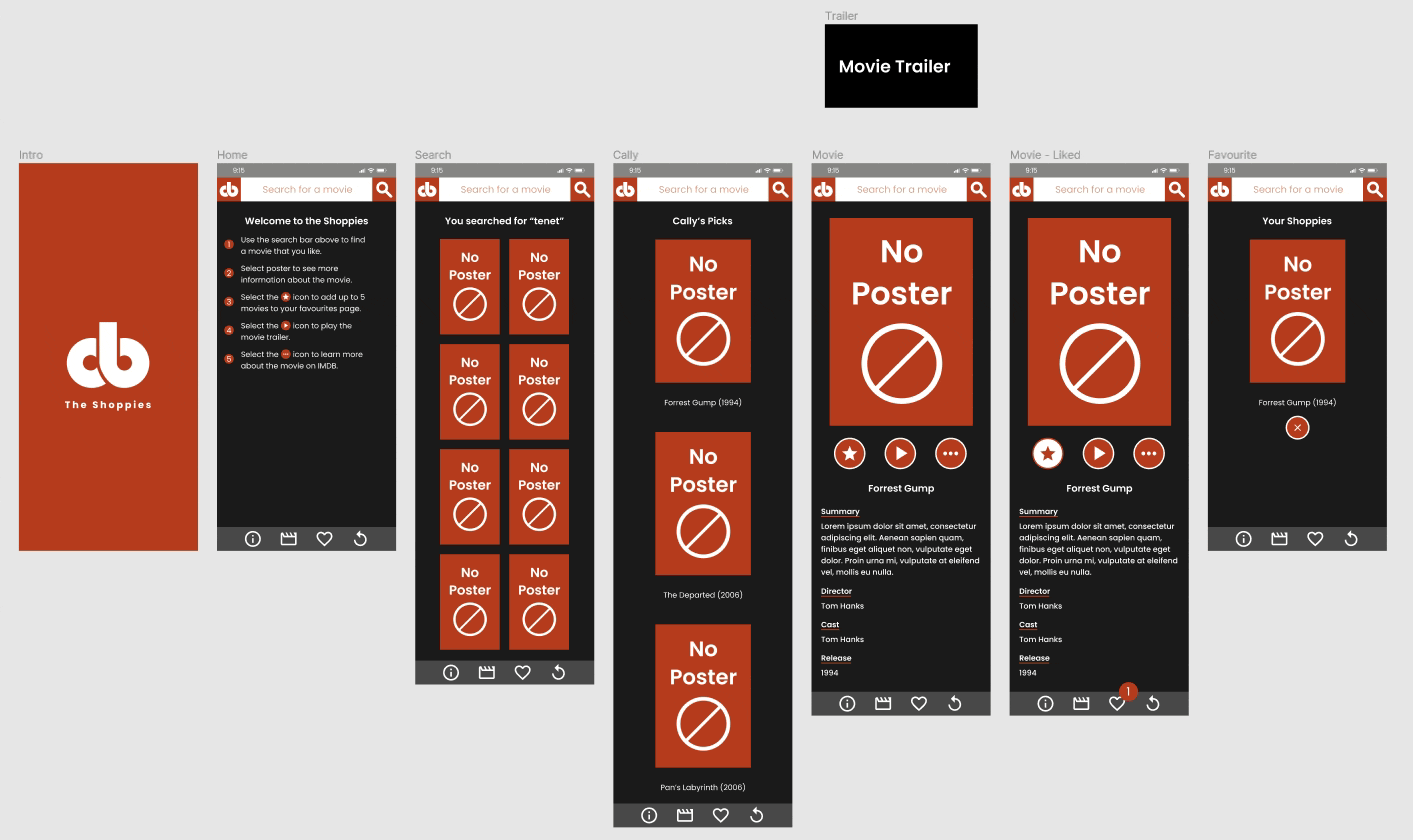 Trailer
Movie Trailer
Intro
cb
The Shoppies
Home
9:15
cb
Search for a movie
Welcome to the Shoppies
1
Use the search bar above to find
a movie that you like.
2
Select poster to see more
information about the movie.
3
Select the icon to add up to 5
movies to your favourites page.
4
Select the icon to play the
movie trailer.
5
Select the icon to learn more
about the movie on IMDB.
Search
9:15
cb
Search for a movie
You searched for “tenet”
No
Poster
No
Poster
No
Poster
No
Poster
No
Poster
No
Poster
No
Poster
No
Poster
Cally
9:15
cb
Search for a movie
Cally’s Picks
No
Poster
Forrest Gump (1994)
No
Poster
The Departed (2006)
No
Poster
Pan’s Labyrinth (2006)
Movie
9:15
cb
Search for a movie
No
Poster
Forrest Gump
Summary
Lorem ipsum dolor sit amet, consectetur
adipiscing elit. Aenean sapien quam,
finibus eget aliquet non, vulputate eget
dolor. Proin urna mi, vulputate at eleifend
vel, mollis eu nulla.
Director
Tom Hanks
Cast
Tom Hanks
Release
1994
Movie - Liked
9:15
cb
Search for a movie
No
Poster
Forrest Gump
Summary
Lorem ipsum dolor sit amet, consectetur
adipiscing elit. Aenean sapien quam,
finibus eget aliquet non, vulputate eget
dolor. Proin urna mi, vulputate at eleifend
vel, mollis eu nulla.
Director
Tom Hanks
Cast
Tom Hanks
Release
1994
1
Favourite
9:15
cb
Search for a movie
Your Shoppies
No
Poster
Forrest Gump (1994)